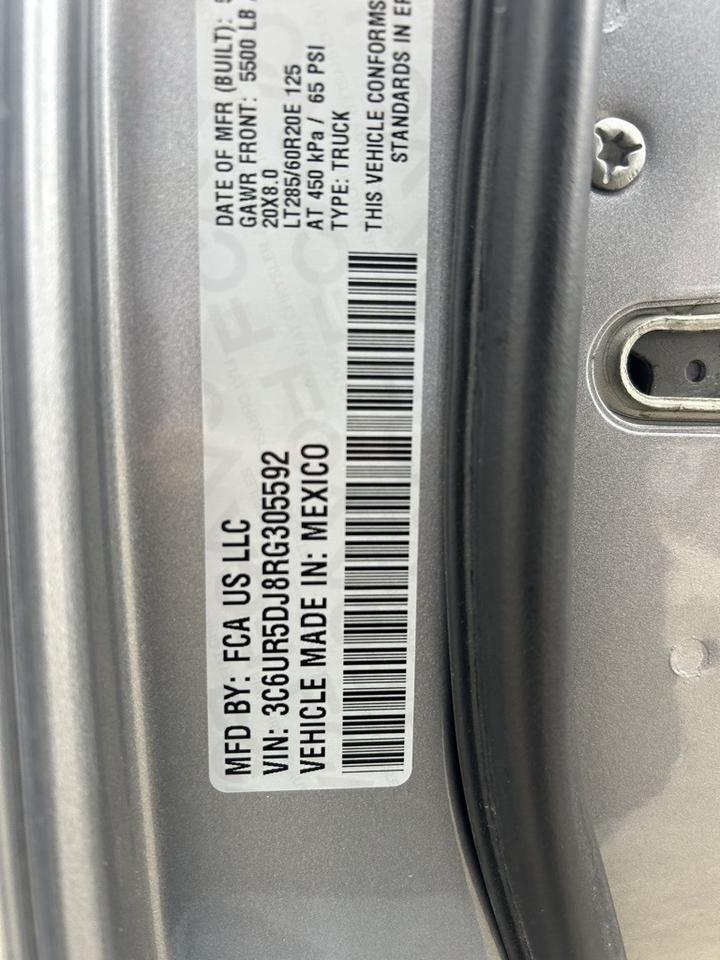 MFD BY: FCA US LLC
VIN: 3C6UR5DJ8RG305592
VEHICLE MADE IN: MEXICO
DATE OF MFR (BUILT):
GAWR FRONT: 5500 LB
20X8.0
LT285/60R20E 125
AT 450 kPa / 65 PSI
TYPE: TRUCK
THIS VEHICLE CONFORMS
STANDARDS IN